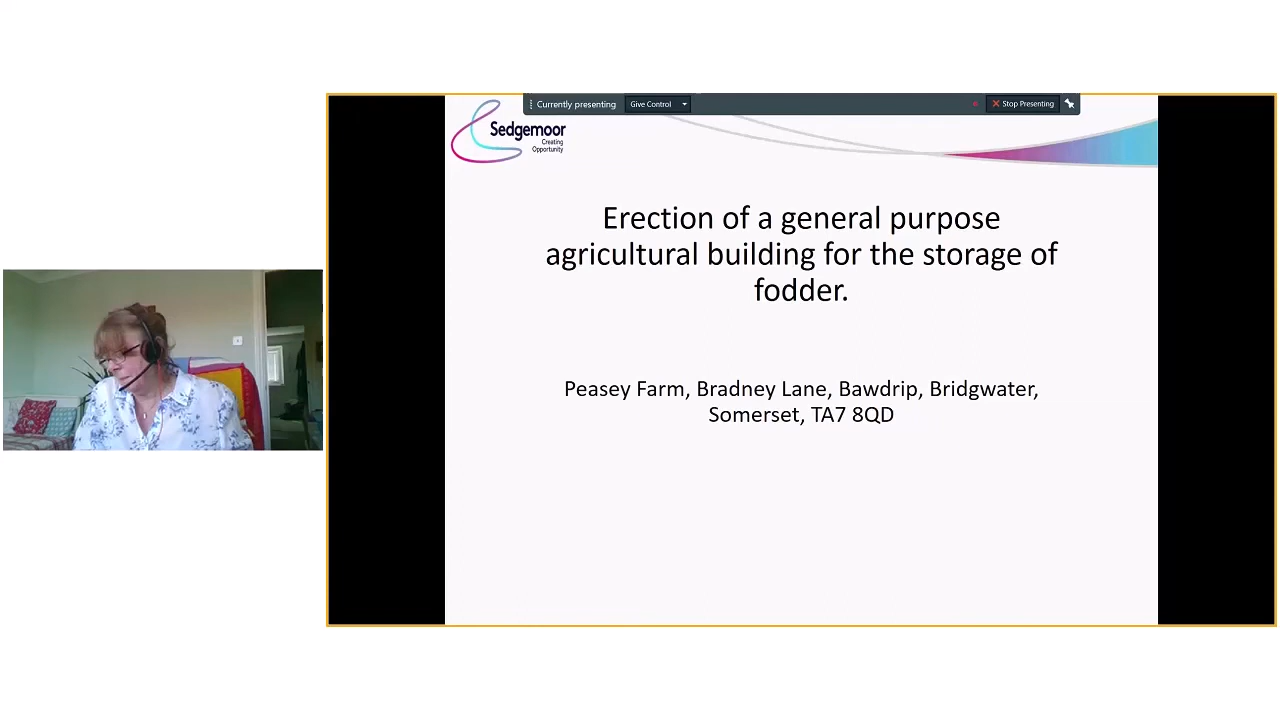 Currently presenting
Give Control
Stop Presenting
Sedgemoor
Creating
Opportunity
Erection of a general purpose
agricultural building for the storage of
fodder.
Peasey Farm, Bradney Lane, Bawdrip, Bridgwater,
Somerset, TA7 8QD